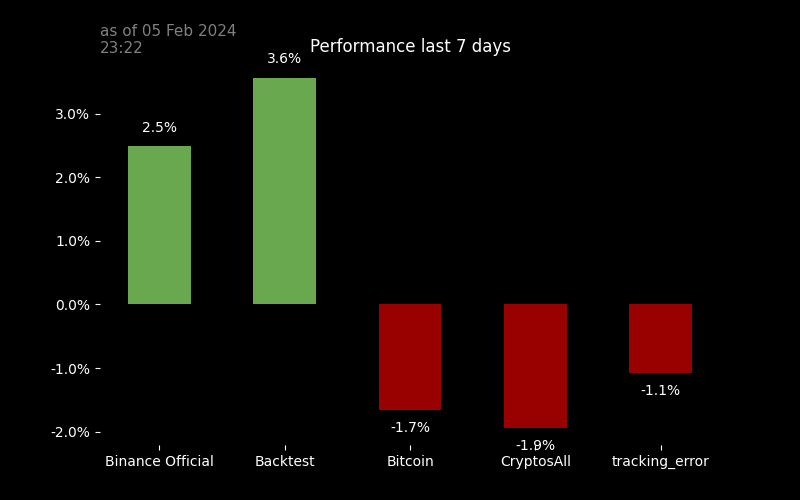 as of 05 Feb 2024
23:22
Performance last 7 days
3.6%
2.5%
3.0%
2.0%
1.0%
0.0%
-1.0%
-2.0%
-1.7%
-1.9%
-1.1%
Binance Official
Backtest
Bitcoin
CryptosAll
tracking_error